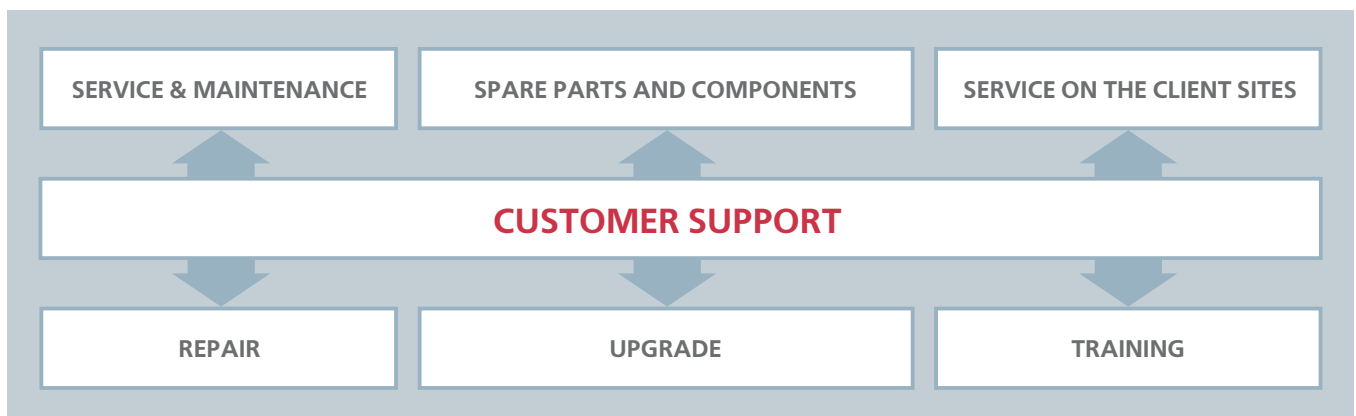 SERVICE & MAINTENANCE
SPARE PARTS AND COMPONENTS
SERVICE ON THE CLIENT SITES
CUSTOMER SUPPORT
REPAIR
UPGRADE
TRAINING